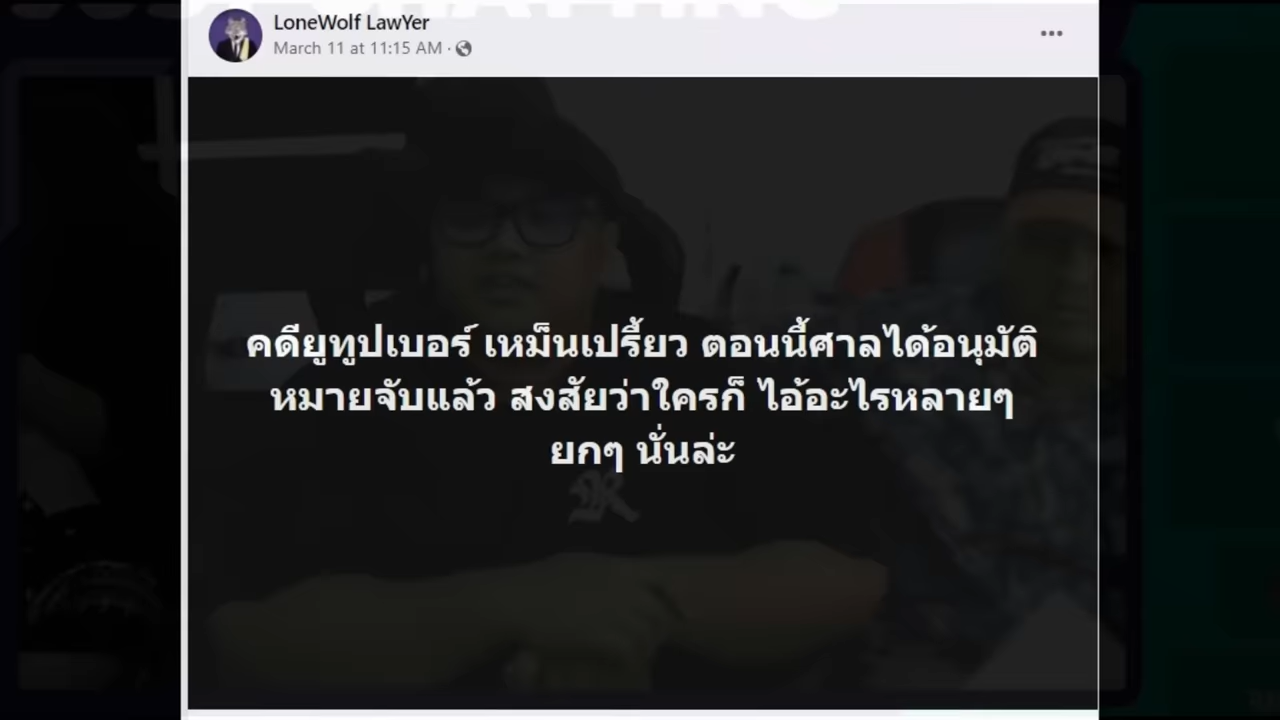 LoneWolf LawYer
March 11 at 11:15 AM ·
คดียูทูปเบอร์ เหม็นเปรี้ยว ตอนนี้ศาลได้อนุมัติ
หมายจับแล้ว สงสัยว่าใครก็ ไอ้อะไรหลายๆ
ยกๆ นั่นล่ะ